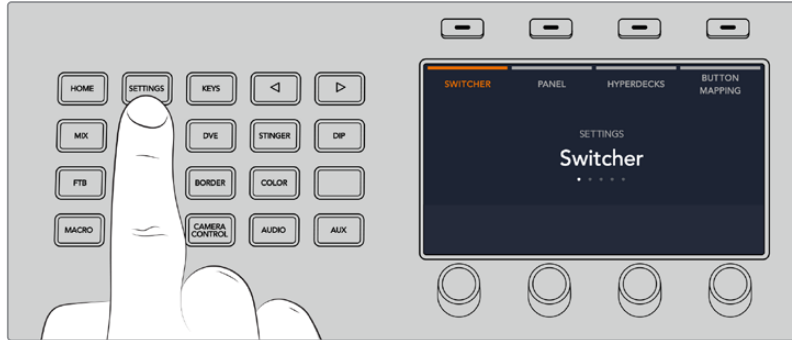 SWITCHER PANEL HYPERDECKS BUTTON MAPPING
HOME SETTINGS KEYS
SETTINGS
Switcher
MIX DVE STINGER DIP
FTB BORDER COLOR
MACRO CAMERA CONTROL AUDIO AUX